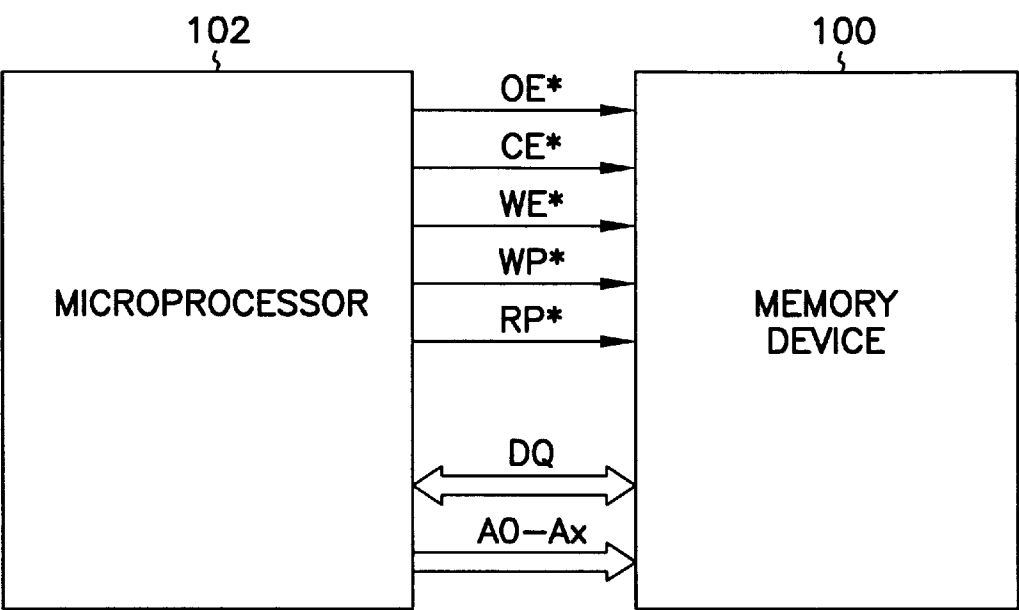 102
100
OE*
CE*
WE*
WP*
RP*
MICROPROCESSOR
MEMORY
DEVICE
DQ
A0-Ax